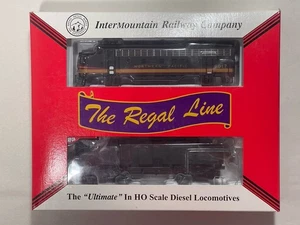 InterMountain Railway Company
The Regal Line
The "Ultimate" In HO Scale Diesel Locomotives